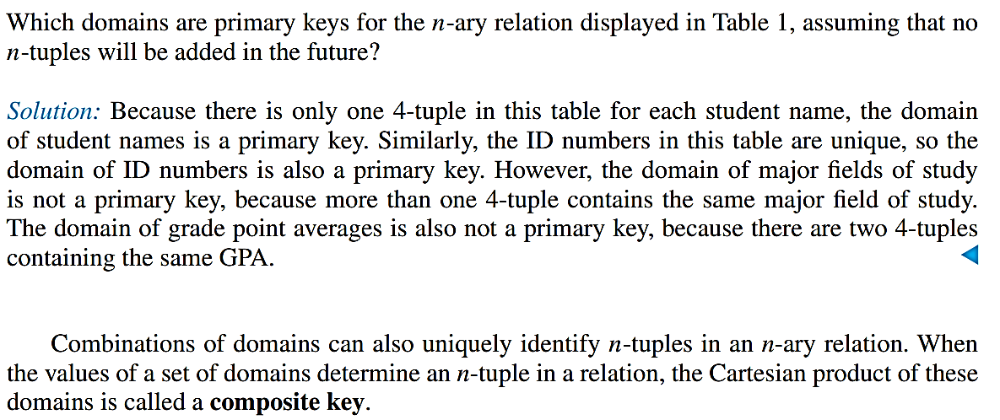 Which domains are primary keys for the n-ary relation displayed in Table 1, assuming that no
n-tuples will be added in the future?
Solution: Because there is only one 4-tuple in this table for each student name, the domain
of student names is a primary key. Similarly, the ID numbers in this table are unique, so the
domain of ID numbers is also a primary key. However, the domain of major fields of study
is not a primary key, because more than one 4-tuple contains the same major field of study.
The domain of grade point averages is also not a primary key, because there are two 4-tuples
containing the same GPA.
Combinations of domains can also uniquely identify n-tuples in an n-ary relation. When
the values of a set of domains determine an n-tuple in a relation, the Cartesian product of these
domains is called a composite key.